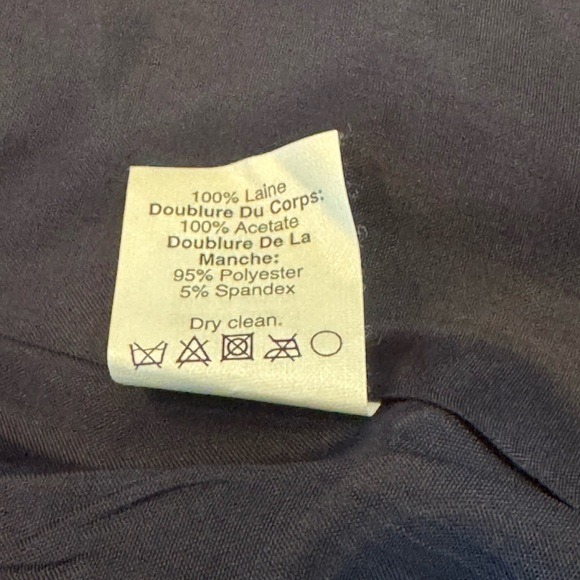 100% Laine
Doublure Du Corps:
100% Acetate
Doublure De La
Manche:
95% Polyester
5% Spandex
Dry clean.